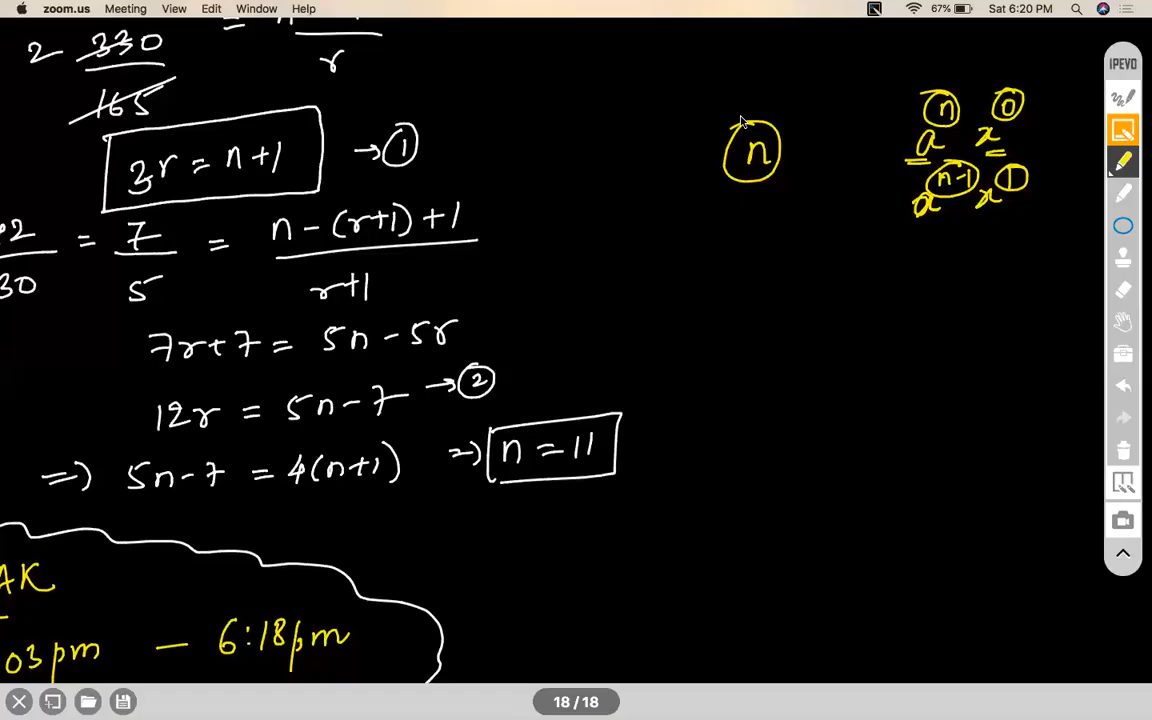 zoom.us Meeting View Edit Window Help 67% Sat 6:20 PM
IPEVO
2 330 = n
165 r
3r = n+1 → 1
7/5 = n-(r+1)+1 / r+1
30
7r+7 = 5n-5r
12r = 5n-7 → 2
=> 5n-7 = 4(n+1) => n=11
AK
03pm - 6:18pm
n
n 0
a x
n-1 1
a x
18 / 18